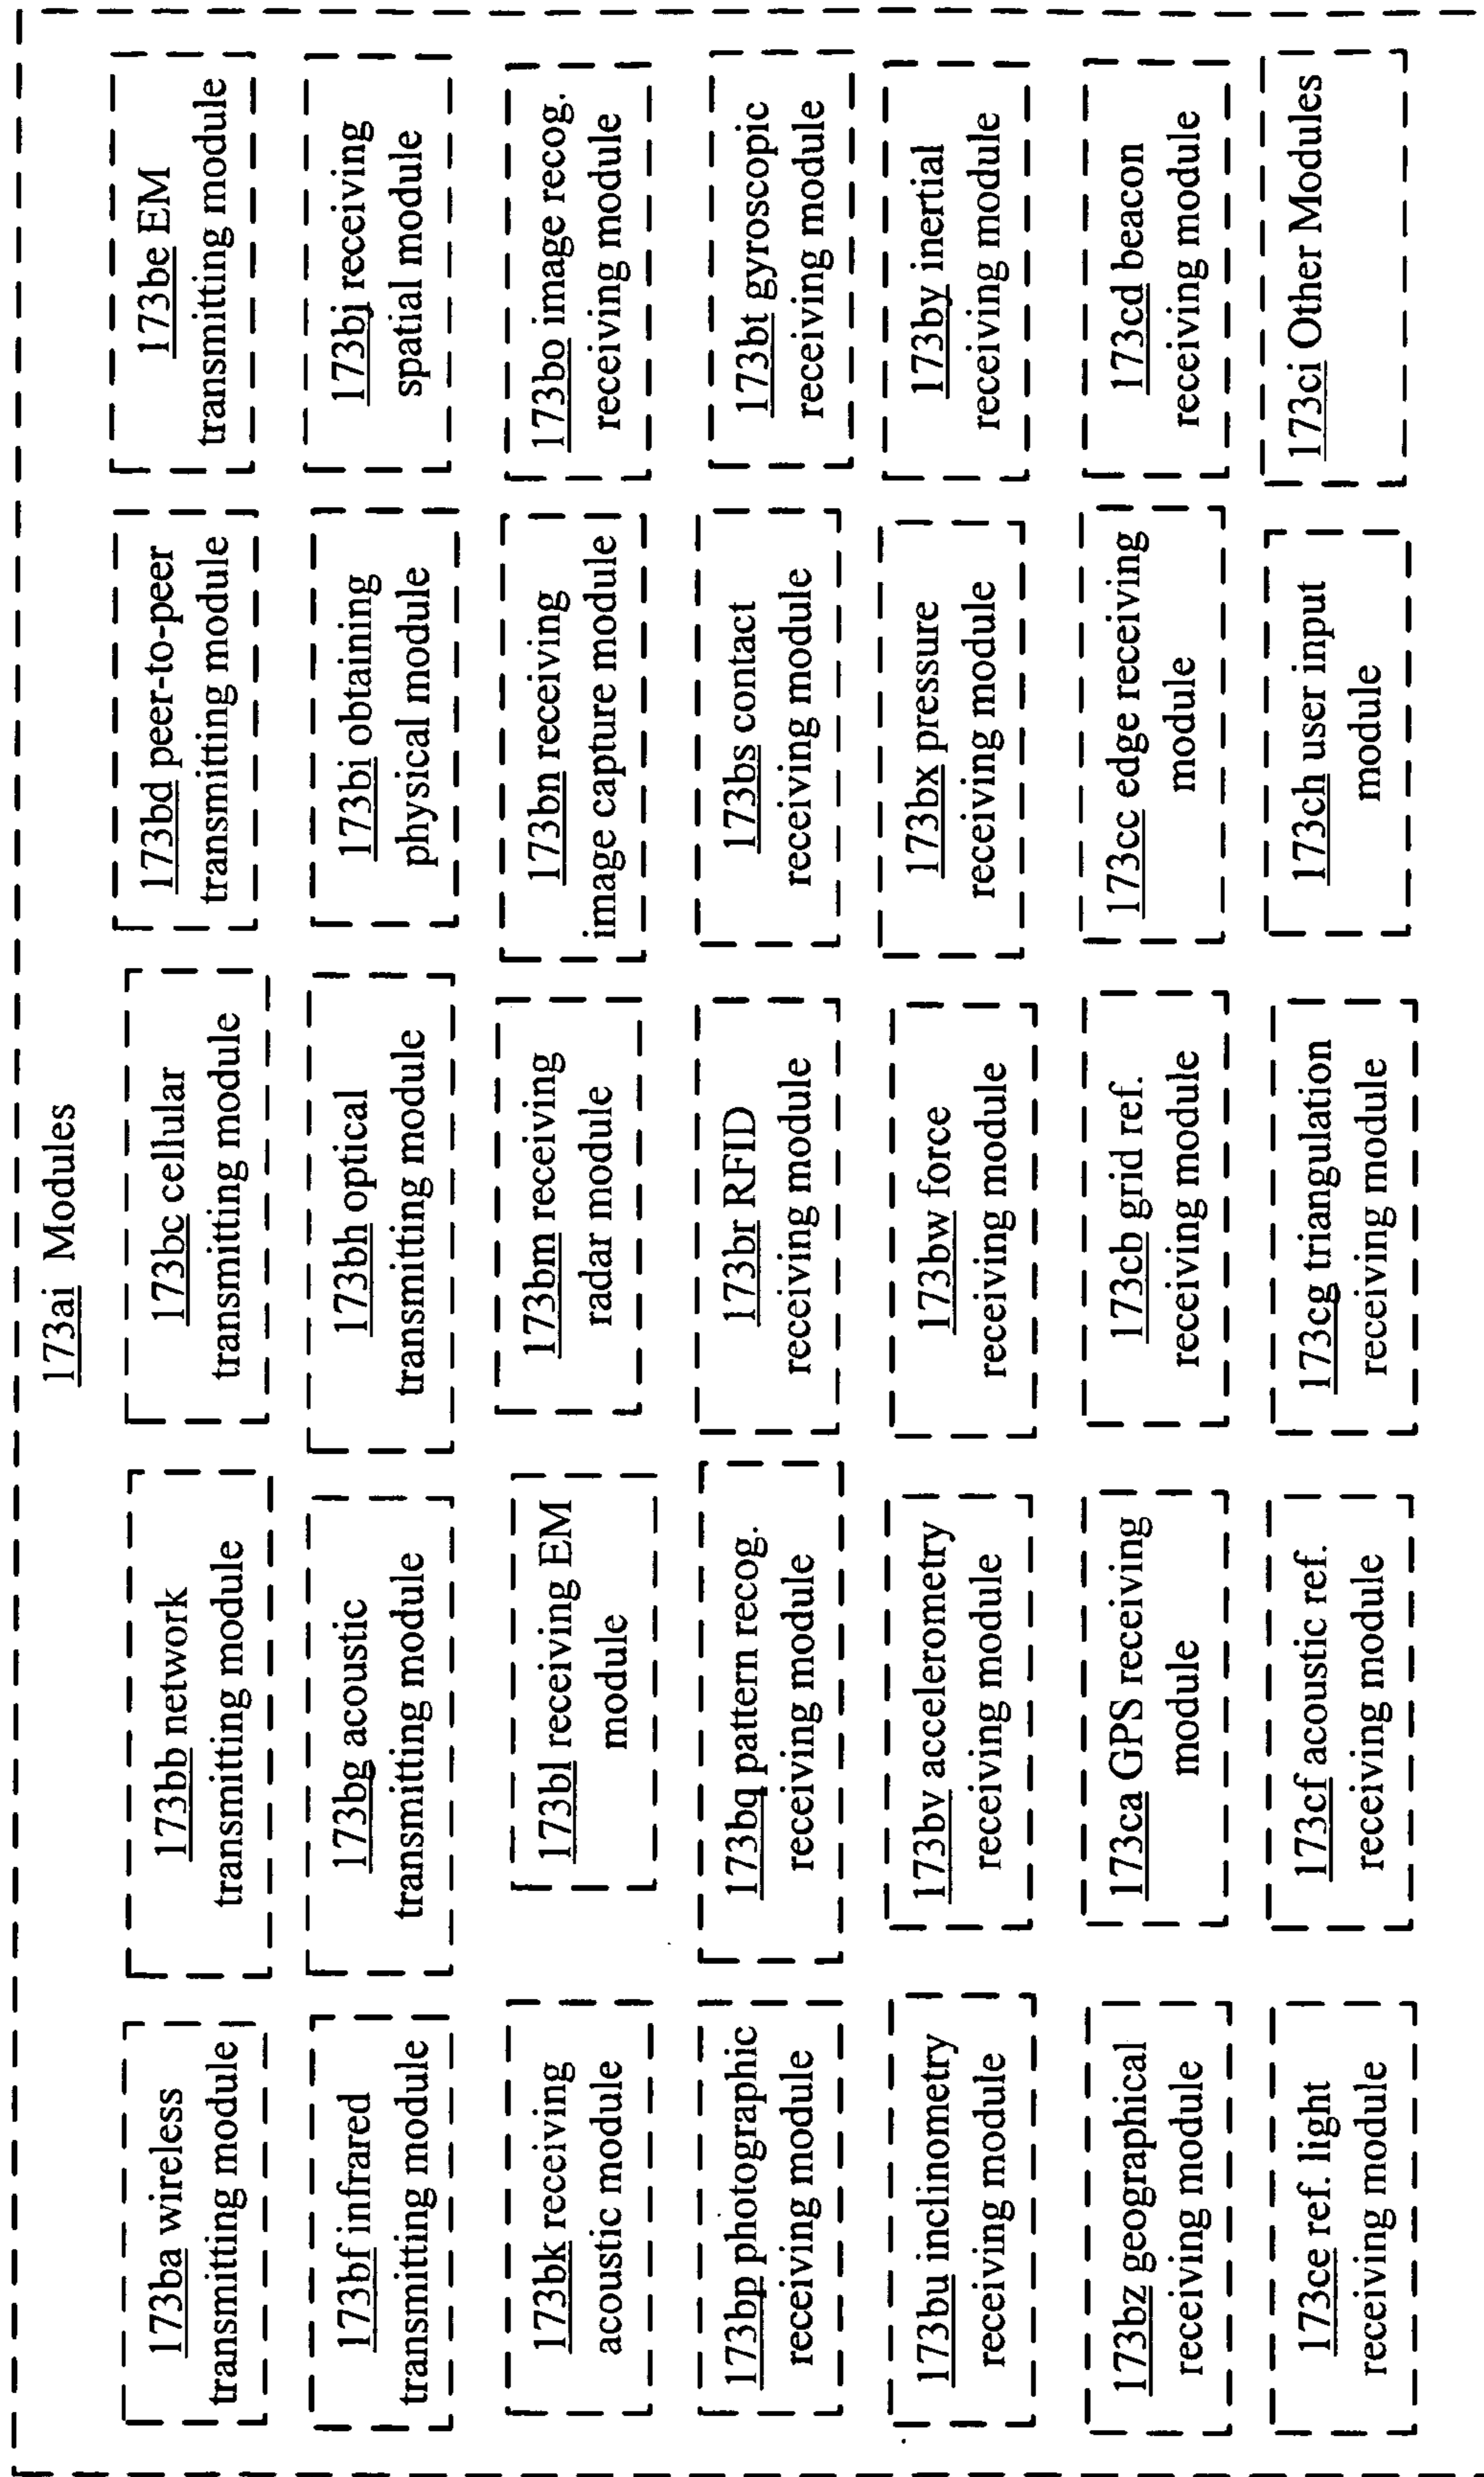 173ai Modules
173ba wireless
transmitting module
173bb network
transmitting module
173bc cellular
transmitting module
173bd peer-to-peer
transmitting module
173be EM
transmitting module
173bf infrared
transmitting module
173bg acoustic
transmitting module
173bh optical
transmitting module
173bi obtaining
physical module
173bj receiving
spatial module
173bk receiving
acoustic module
173bl receiving EM
module
173bm receiving
radar module
173bn receiving
image capture module
173bo image recog.
receiving module
173bp photographic
receiving module
173bq pattern recog.
receiving module
173br RFID
receiving module
173bs contact
receiving module
173bt gyroscopic
receiving module
173bu inclinometry
receiving module
173bv accelerometry
receiving module
173bw force
receiving module
173bx pressure
receiving module
173by inertial
receiving module
173bz geographical
receiving module
173ca GPS receiving
module
173cb grid ref.
receiving module
173cc edge receiving
module
173cd beacon
receiving module
173ce ref. light
receiving module
173cf acoustic ref.
receiving module
173cg triangulation
receiving module
173ch user input
module
173ci Other Modules